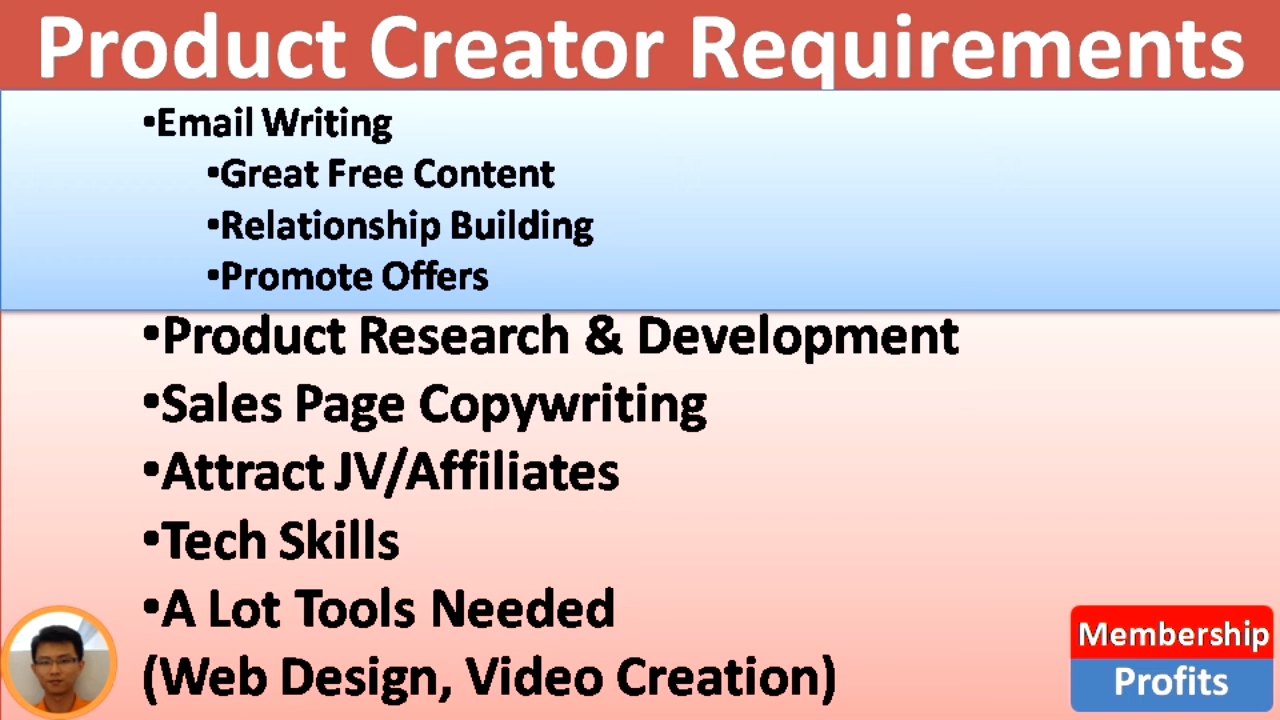 Product Creator Requirements
•Email Writing
•Great Free Content
•Relationship Building
•Promote Offers
•Product Research & Development
•Sales Page Copywriting
•Attract JV/Affiliates
•Tech Skills
•A Lot Tools Needed
(Web Design, Video Creation)
Membership
Profits